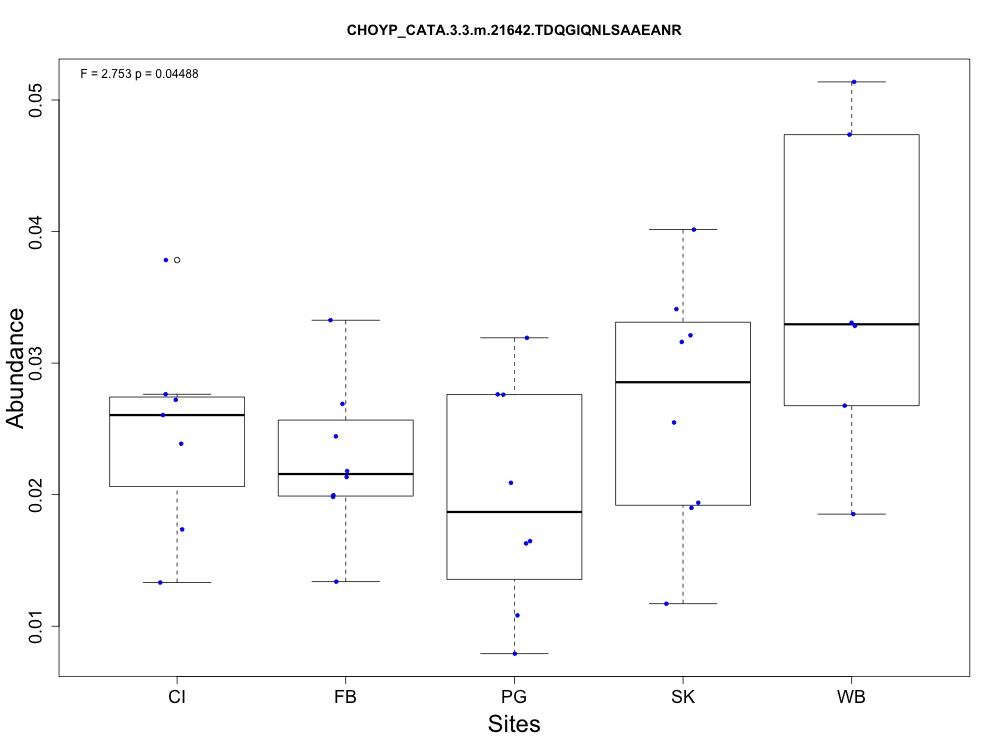 CHOYP_CATA.3.3.m.21642.TDQGIQNLSAAEANR
F = 2.753 p = 0.04488
0.05
0.04
0.03
0.02
0.01
Abundance
CI FB PG SK WB
Sites